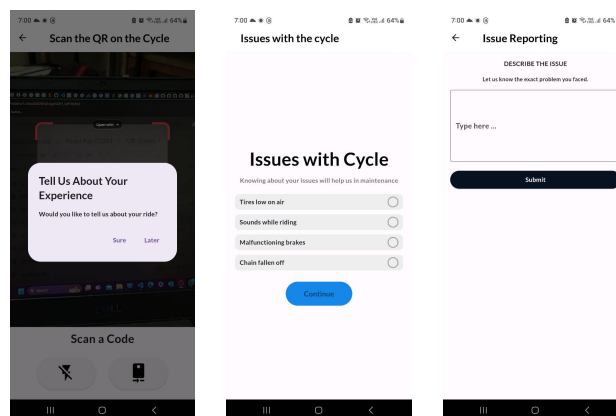 7:00
64%
Scan the QR on the Cycle
Tell Us About Your
Experience
Would you like to tell us about your ride?
Sure Later
Scan a Code
7:00
64%
Issues with the cycle
Issues with Cycle
Knowing about your issues will help us in maintenance
Tires low on air
Sounds while riding
Malfunctioning brakes
Chain fallen off
Continue
7:00
64%
Issue Reporting
DESCRIBE THE ISSUE
Let us know the exact problem you faced.
Type here ...
Submit